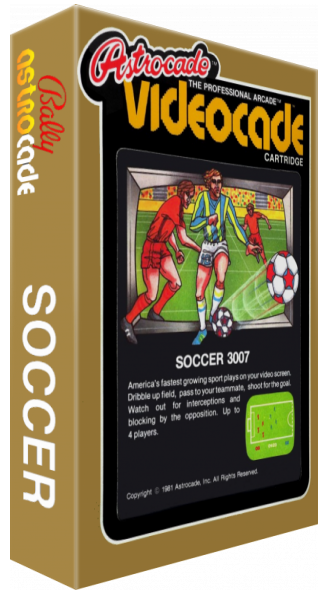 Bally
astrocade
SOCCER
Astrocade™
THE PROFESSIONAL ARCADE™
VIDEOCADE
CARTRIDGE
SOCCER 3007
America's fastest growing sport plays on your video screen.
Dribble up field, pass to your teammate, shoot for the goal.
Watch out for interceptions and
blocking by the opposition. Up to
4 players.
Copyright © 1981 Astrocade, Inc. All Rights Reserved.